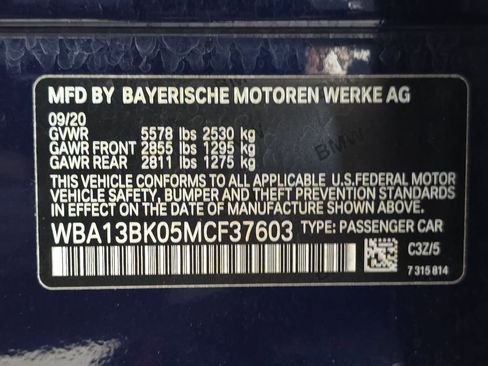 MFD BY BAYERISCHE MOTOREN WERKE AG
09/20
GVWR 5578 lbs 2530 kg
GAWR FRONT 2855 lbs 1295 kg
GAWR REAR 2811 lbs 1275 kg
BMW
THIS VEHICLE CONFORMS TO ALL APPLICABLE U.S.FEDERAL MOTOR
VEHICLE SAFETY, BUMPER AND THEFT PREVENTION STANDARDS
IN EFFECT ON THE DATE OF MANUFACTURE SHOWN ABOVE.
WBA13BK05MCF37603 TYPE: PASSENGER CAR
C3Z/5
7 315 814